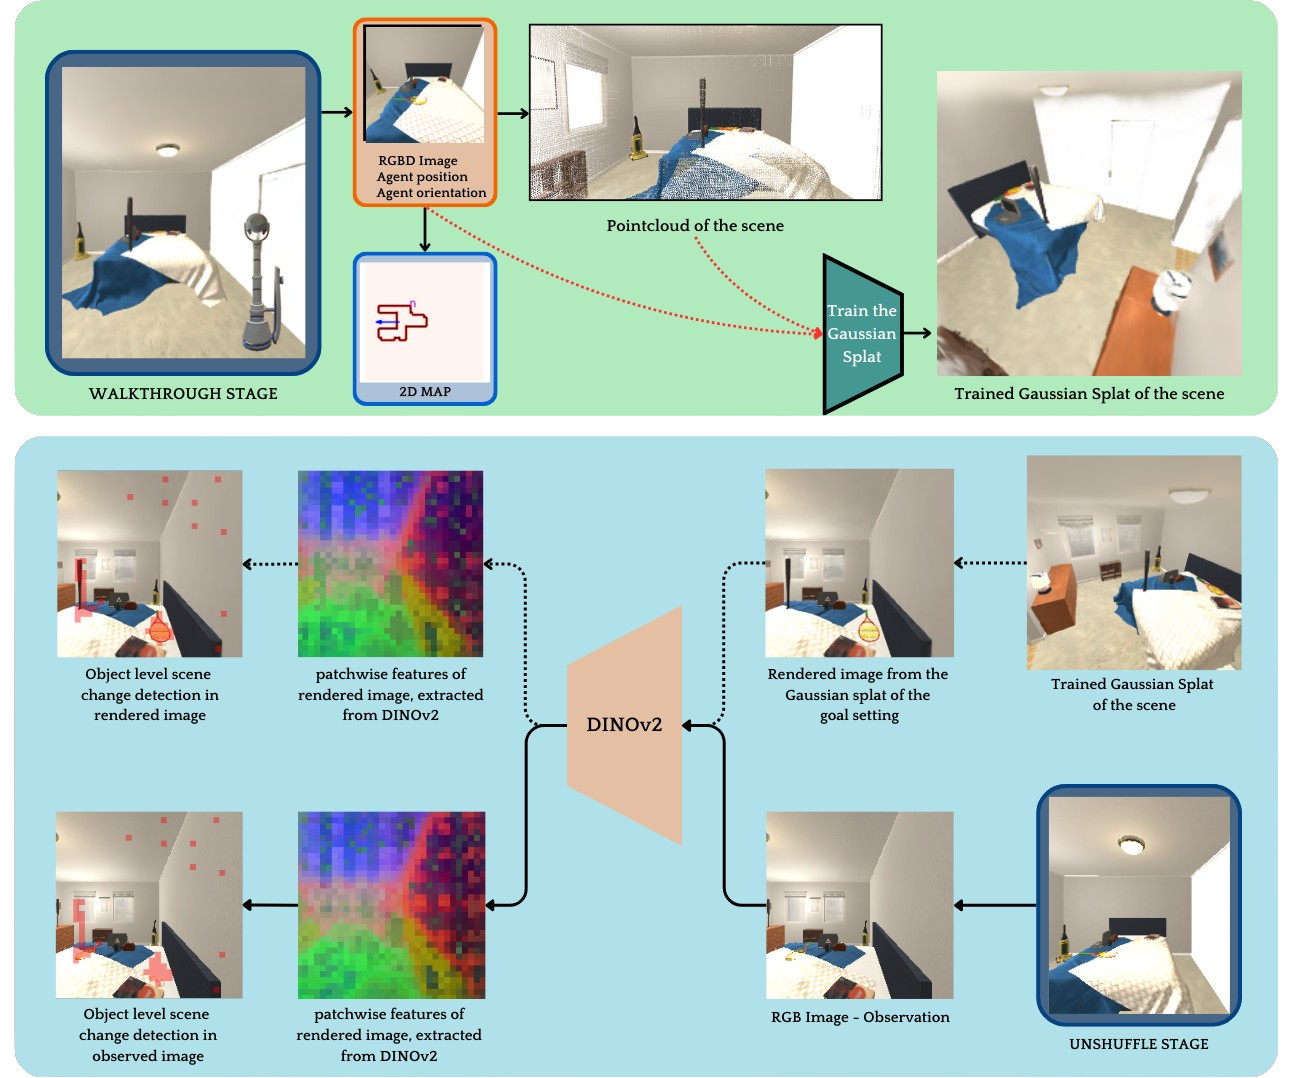 RGBD Image
Agent position
Agent orientation
Pointcloud of the scene
Train the
Gaussian
Splat
WALKTHROUGH STAGE
2D MAP
Trained Gaussian Splat of the scene
Object level scene
change detection in
rendered image
patchwise features of
rendered image, extracted
from DINOv2
DINOv2
Rendered image from the
Gaussian splat of the
goal setting
Trained Gaussian Splat
of the scene
Object level scene
change detection in
observed image
patchwise features of
rendered image, extracted
from DINOv2
RGB Image - Observation
UNSHUFFLE STAGE